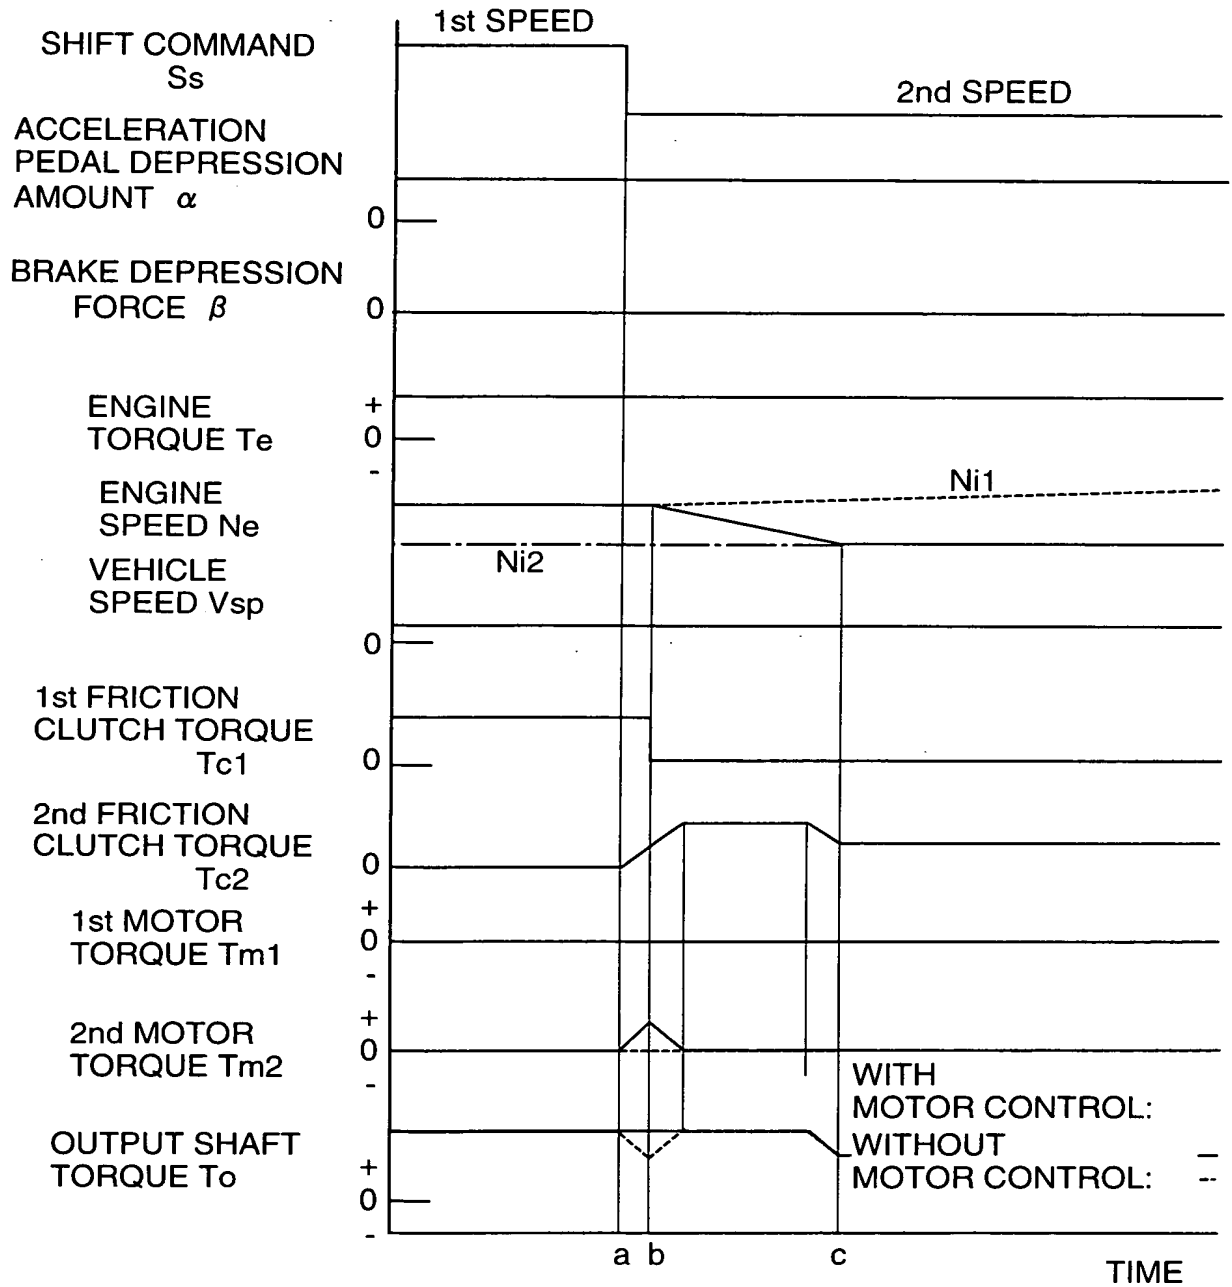 1st SPEED
SHIFT COMMAND
Ss
2nd SPEED
ACCELERATION
PEDAL DEPRESSION
AMOUNT α
0
BRAKE DEPRESSION
FORCE β
0
ENGINE
TORQUE Te
+
0
-
ENGINE
SPEED Ne
Ni1
Ni2
VEHICLE
SPEED Vsp
0
1st FRICTION
CLUTCH TORQUE
Tc1
0
2nd FRICTION
CLUTCH TORQUE
Tc2
0
1st MOTOR
TORQUE Tm1
+
0
-
2nd MOTOR
TORQUE Tm2
+
0
-
WITH
MOTOR CONTROL:
WITHOUT
MOTOR CONTROL:
OUTPUT SHAFT
TORQUE To
+
0
-
a b c
TIME